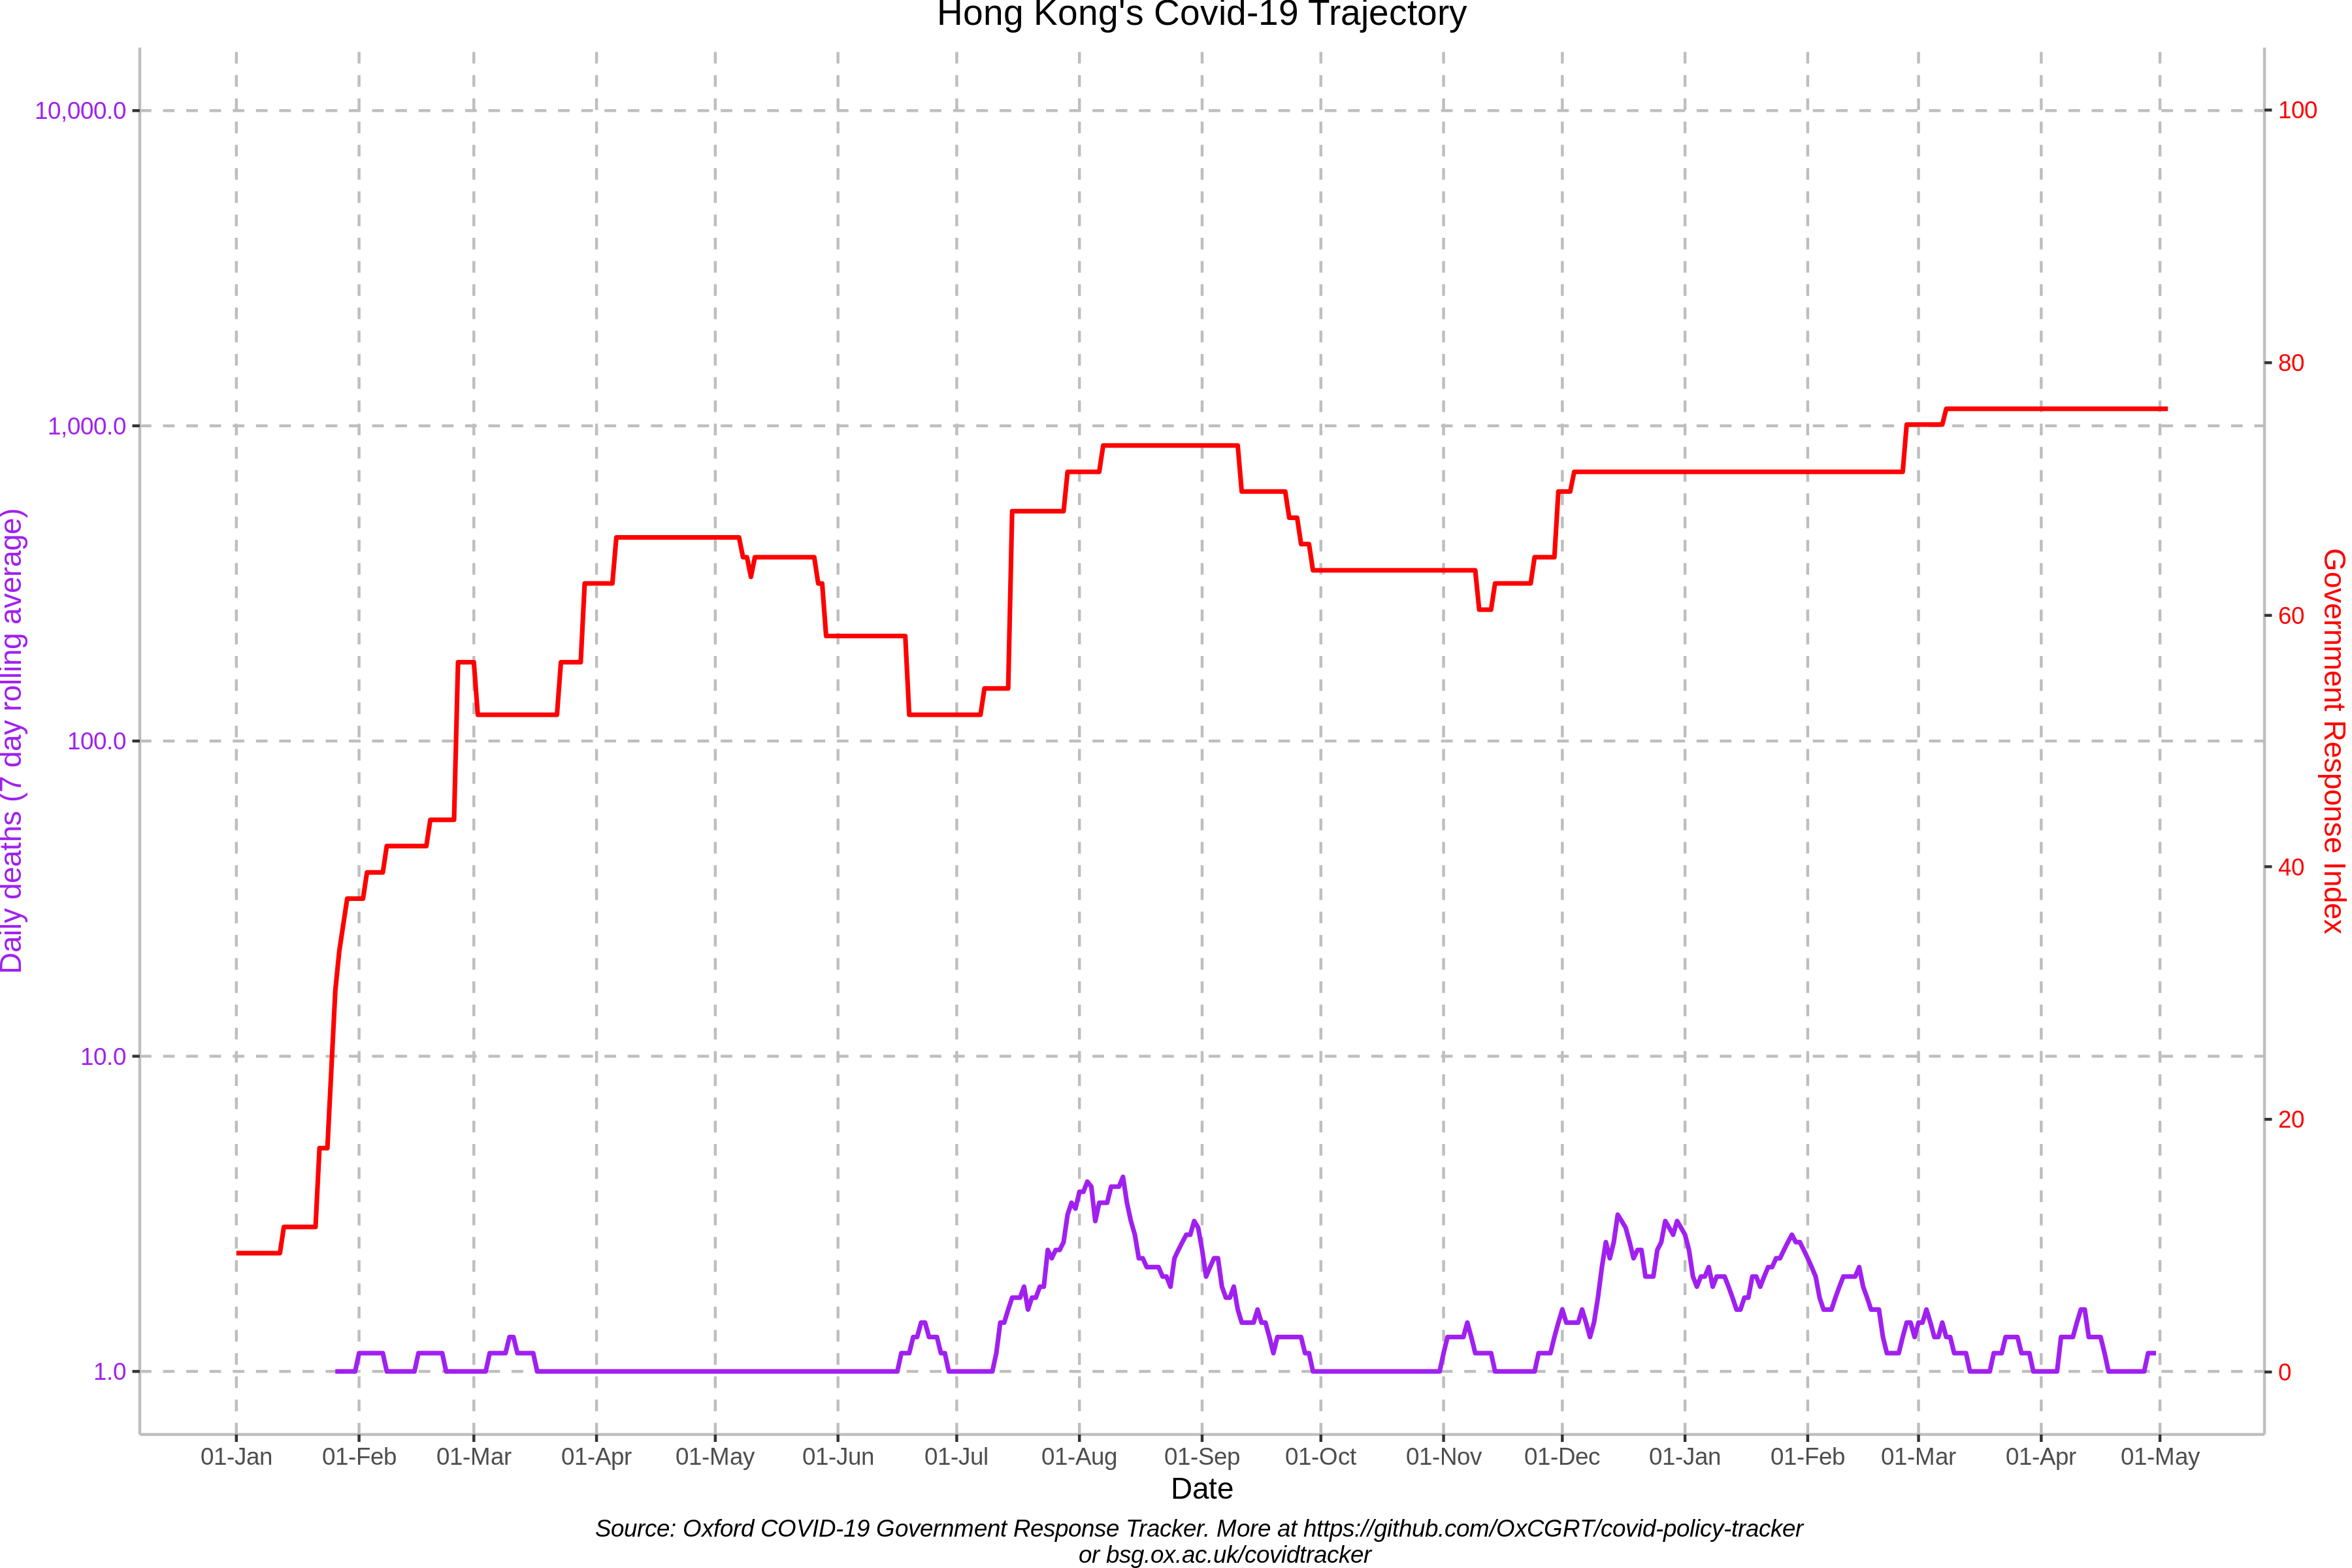 Hong Kong's Covid-19 Trajectory
10,000.0
1,000.0
100.0
10.0
1.0
Daily deaths (7 day rolling average)
100
80
60
40
20
0
Government Response Index
01-Jan 01-Feb 01-Mar 01-Apr 01-May 01-Jun 01-Jul 01-Aug 01-Sep 01-Oct 01-Nov 01-Dec 01-Jan 01-Feb 01-Mar 01-Apr 01-May
Date
Source: Oxford COVID-19 Government Response Tracker. More at https://github.com/OxCGRT/covid-policy-tracker
or bsg.ox.ac.uk/covidtracker